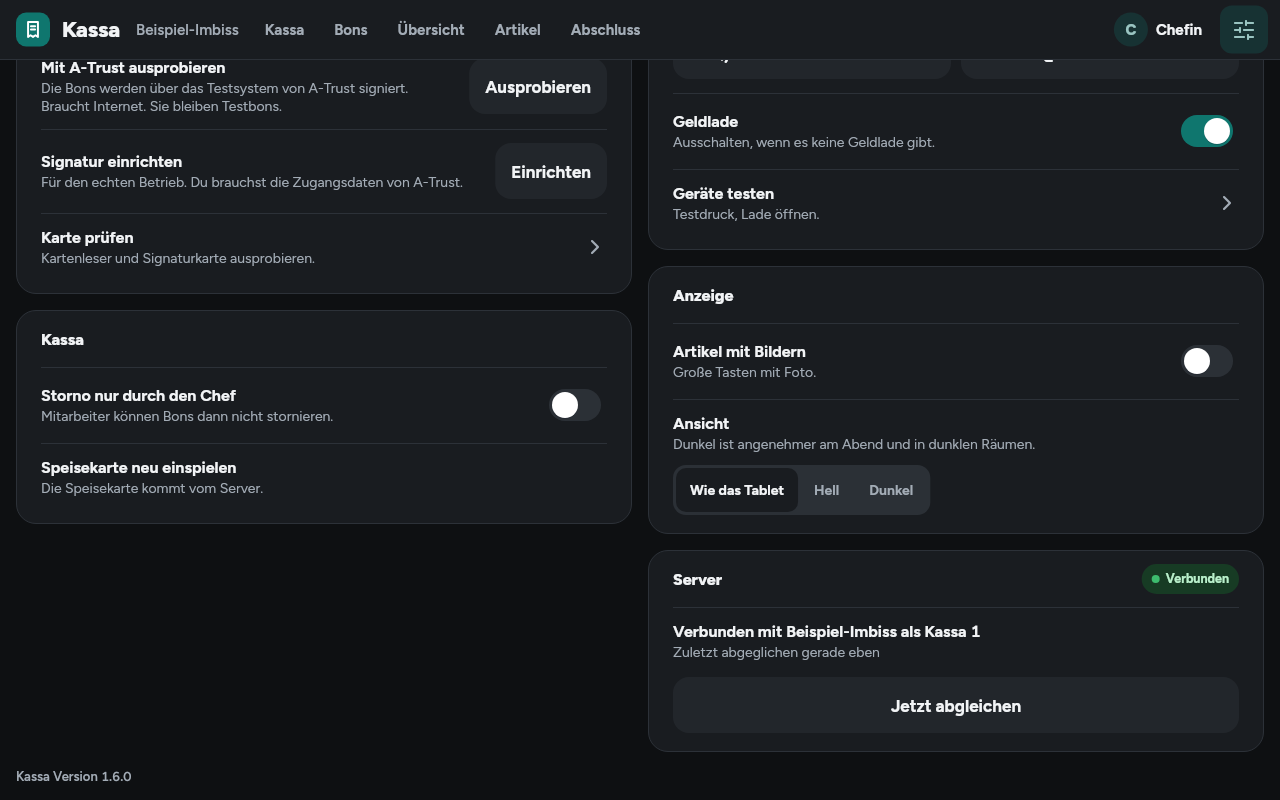 Kassa
Beispiel-Imbiss
Kassa
Bons
Übersicht
Artikel
Abschluss
C
Chefin
Mit A-Trust ausprobieren
Die Bons werden über das Testsystem von A-Trust signiert.
Braucht Internet. Sie bleiben Testbons.
Ausprobieren
Signatur einrichten
Für den echten Betrieb. Du brauchst die Zugangsdaten von A-Trust.
Einrichten
Karte prüfen
Kartenleser und Signaturkarte ausprobieren.
Kassa
Storno nur durch den Chef
Mitarbeiter können Bons dann nicht stornieren.
Speisekarte neu einspielen
Die Speisekarte kommt vom Server.
Geldlade
Ausschalten, wenn es keine Geldlade gibt.
Geräte testen
Testdruck, Lade öffnen.
Anzeige
Artikel mit Bildern
Große Tasten mit Foto.
Ansicht
Dunkel ist angenehmer am Abend und in dunklen Räumen.
Wie das Tablet
Hell
Dunkel
Server
Verbunden
Verbunden mit Beispiel-Imbiss als Kassa 1
Zuletzt abgeglichen gerade eben
Jetzt abgleichen
Kassa Version 1.6.0